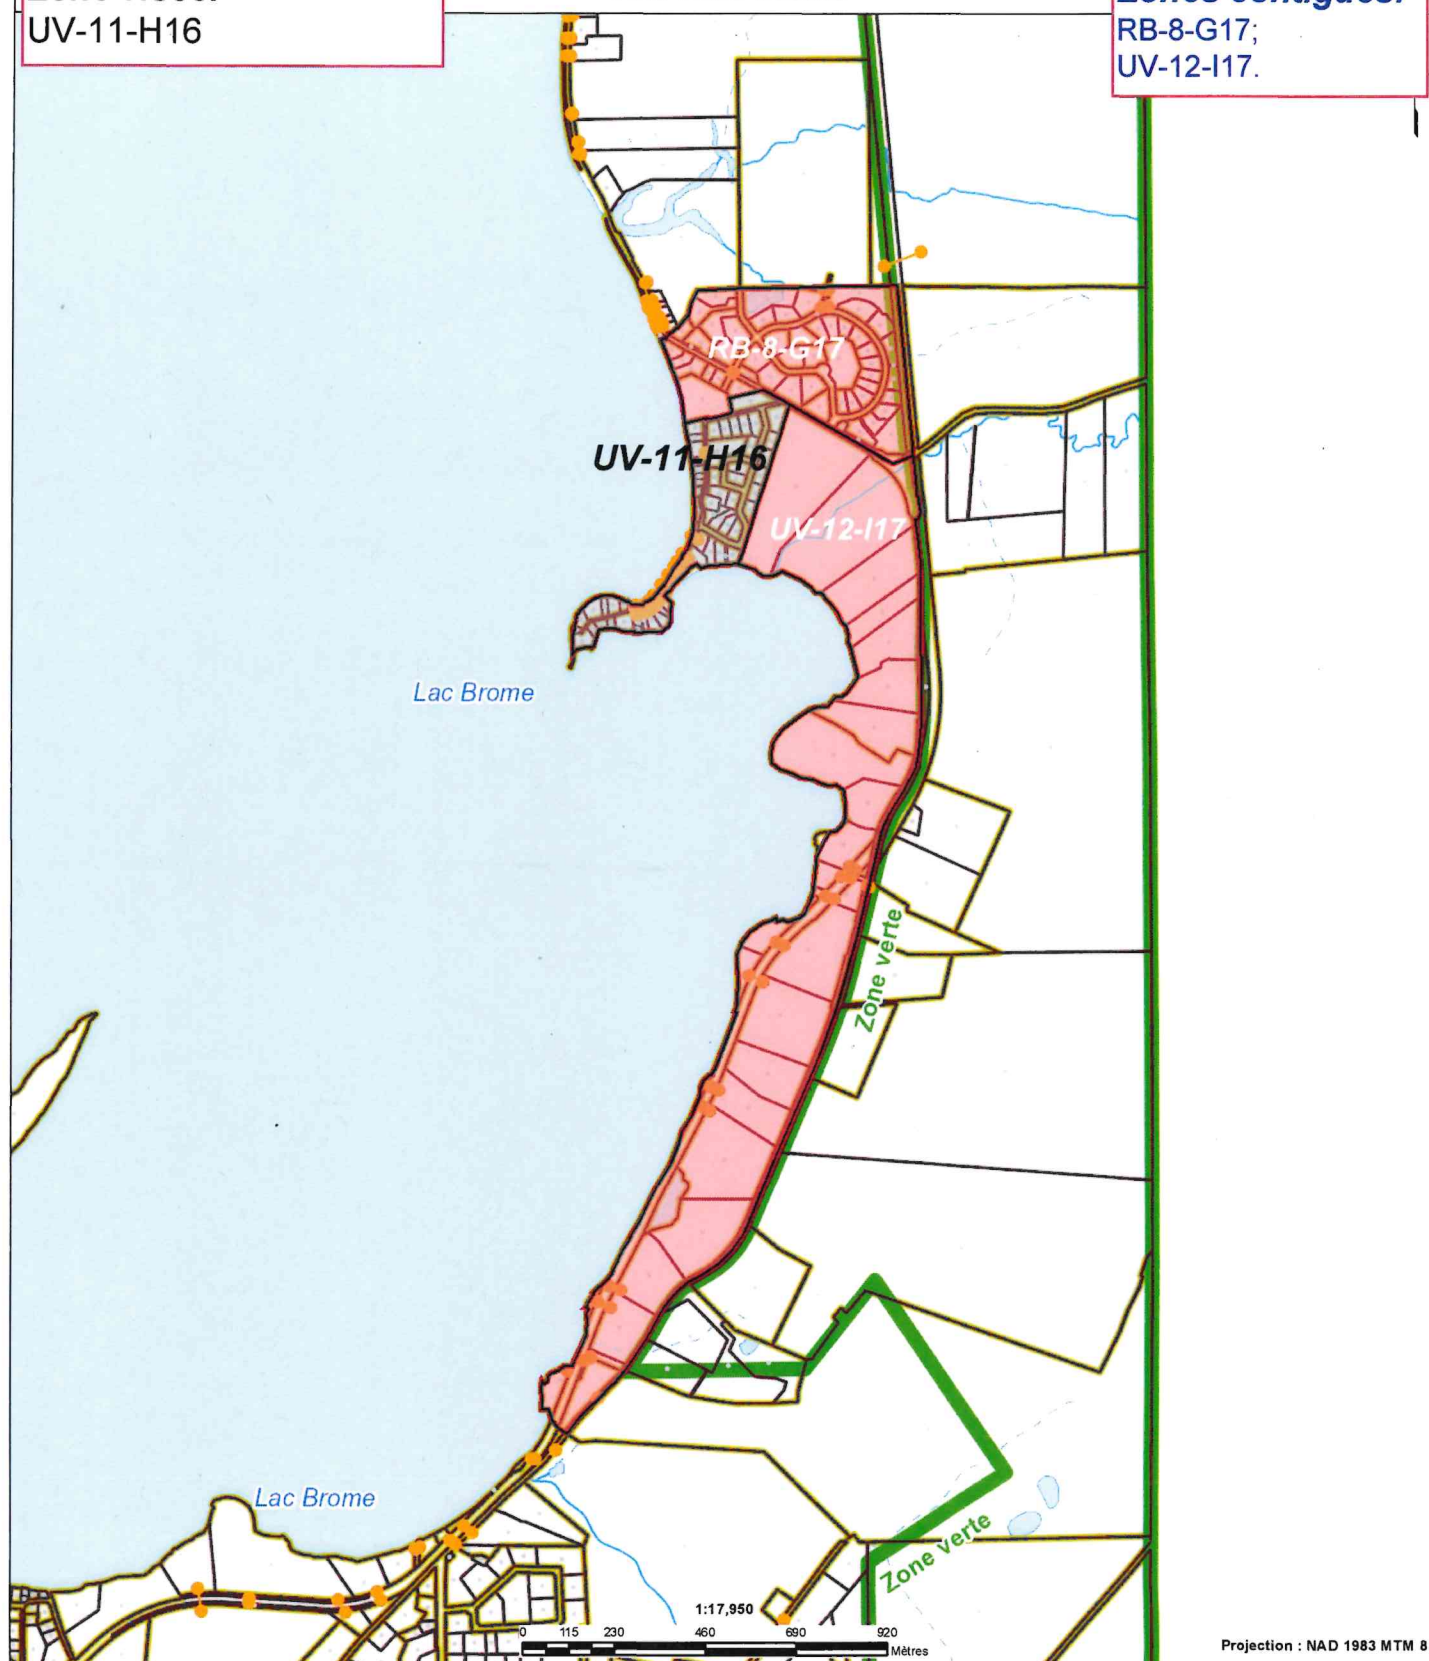 UV-11-H16
RB-8-G17;
UV-12-I17.
RB-8-G17
UV-11-H16
UV-12-I17
Lac Brome
Zone verte
Lac Brome
Zone verte
1:17,950
0 115 230 460 690 920
Mètres
Projection : NAD 1983 MTM 8